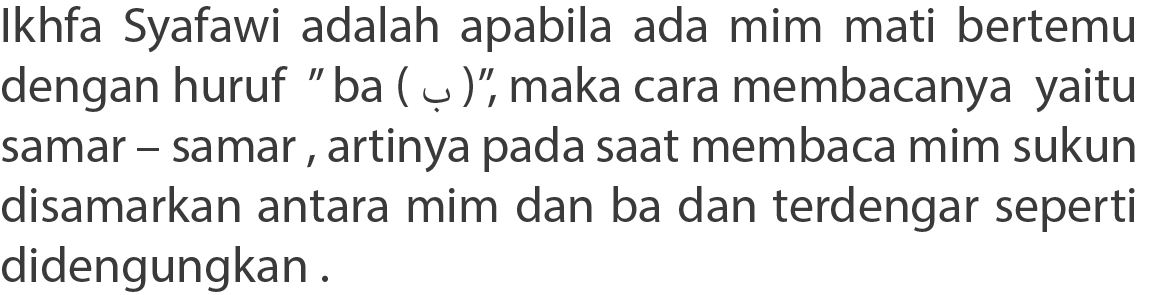 Ikhfa Syafawi adalah apabila ada mim mati bertemu
dengan huruf ”ba ( ب )”, maka cara membacanya yaitu
samar – samar , artinya pada saat membaca mim sukun
disamarkan antara mim dan ba dan terdengar seperti
didengungkan .